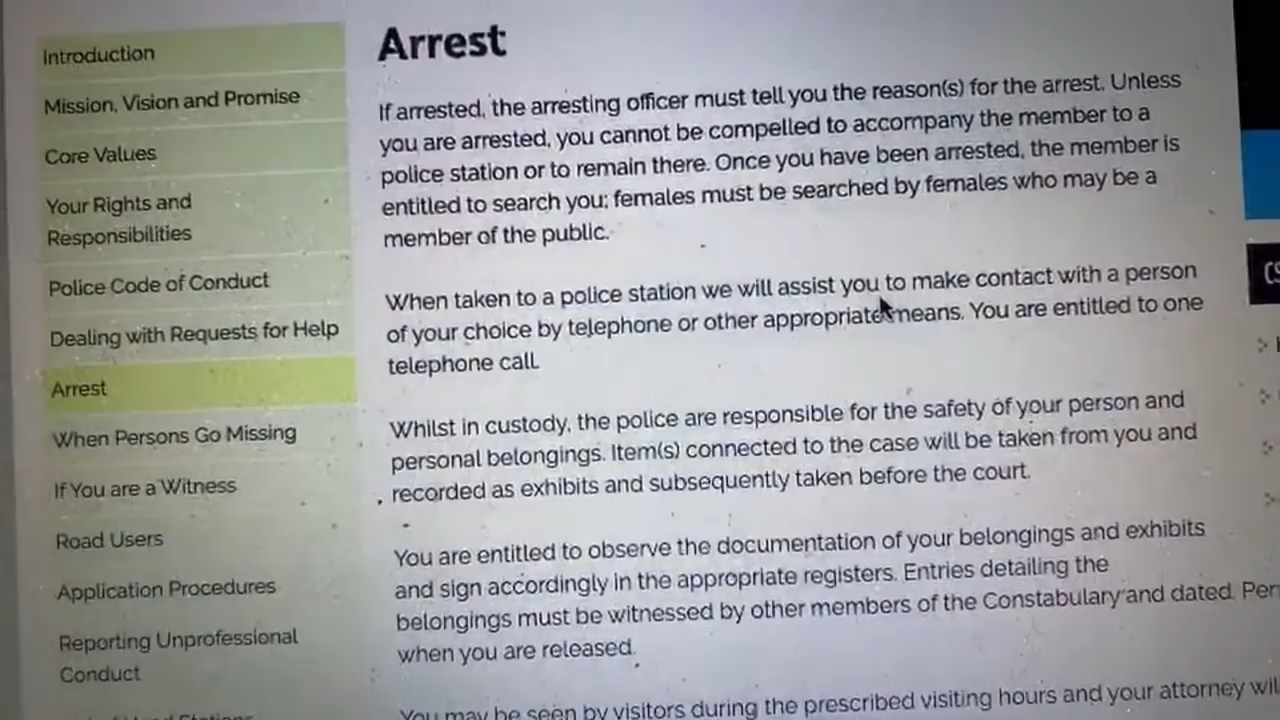 Introduction
Mission, Vision and Promise
Core Values
Your Rights and
Responsibilities
Police Code of Conduct
Dealing with Requests for Help
Arrest
When Persons Go Missing
If You are a Witness
Road Users
Application Procedures
Reporting Unprofessional
Conduct
Arrest
If arrested, the arresting officer must tell you the reason(s) for the arrest. Unless
you are arrested, you cannot be compelled to accompany the member to a
police station or to remain there. Once you have been arrested, the member is
entitled to search you; females must be searched by females who may be a
member of the public.
When taken to a police station we will assist you to make contact with a person
of your choice by telephone or other appropriate means. You are entitled to one
telephone call.
Whilst in custody, the police are responsible for the safety of your person and
personal belongings. Item(s) connected to the case will be taken from you and
recorded as exhibits and subsequently taken before the court.
You are entitled to observe the documentation of your belongings and exhibits
and sign accordingly in the appropriate registers. Entries detailing the
belongings must be witnessed by other members of the Constabulary and dated. Per
when you are released.
You may be seen by visitors during the prescribed visiting hours and your attorney wil